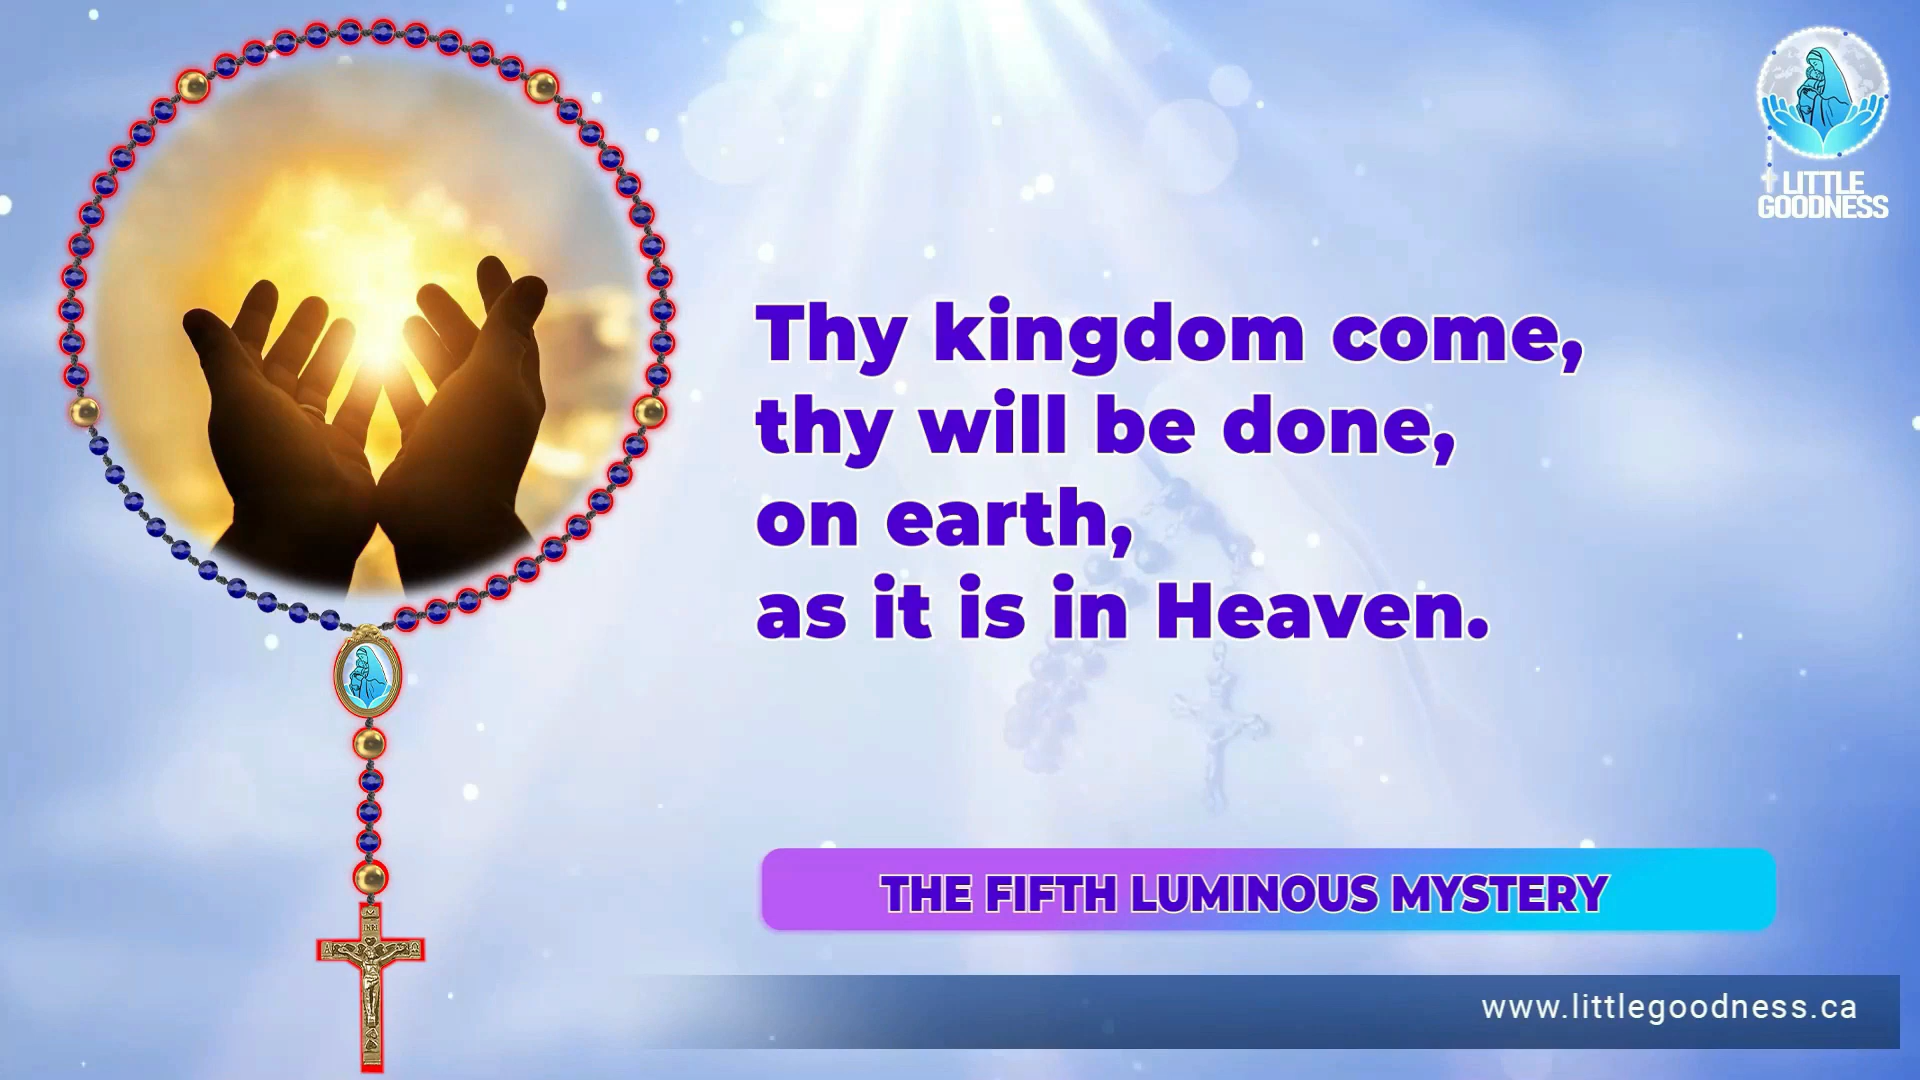 LITTLE
GOODNESS
Thy kingdom come,
thy will be done,
on earth,
as it is in Heaven.
THE FIFTH LUMINOUS MYSTERY
INRI
A Ω
www.littlegoodness.ca